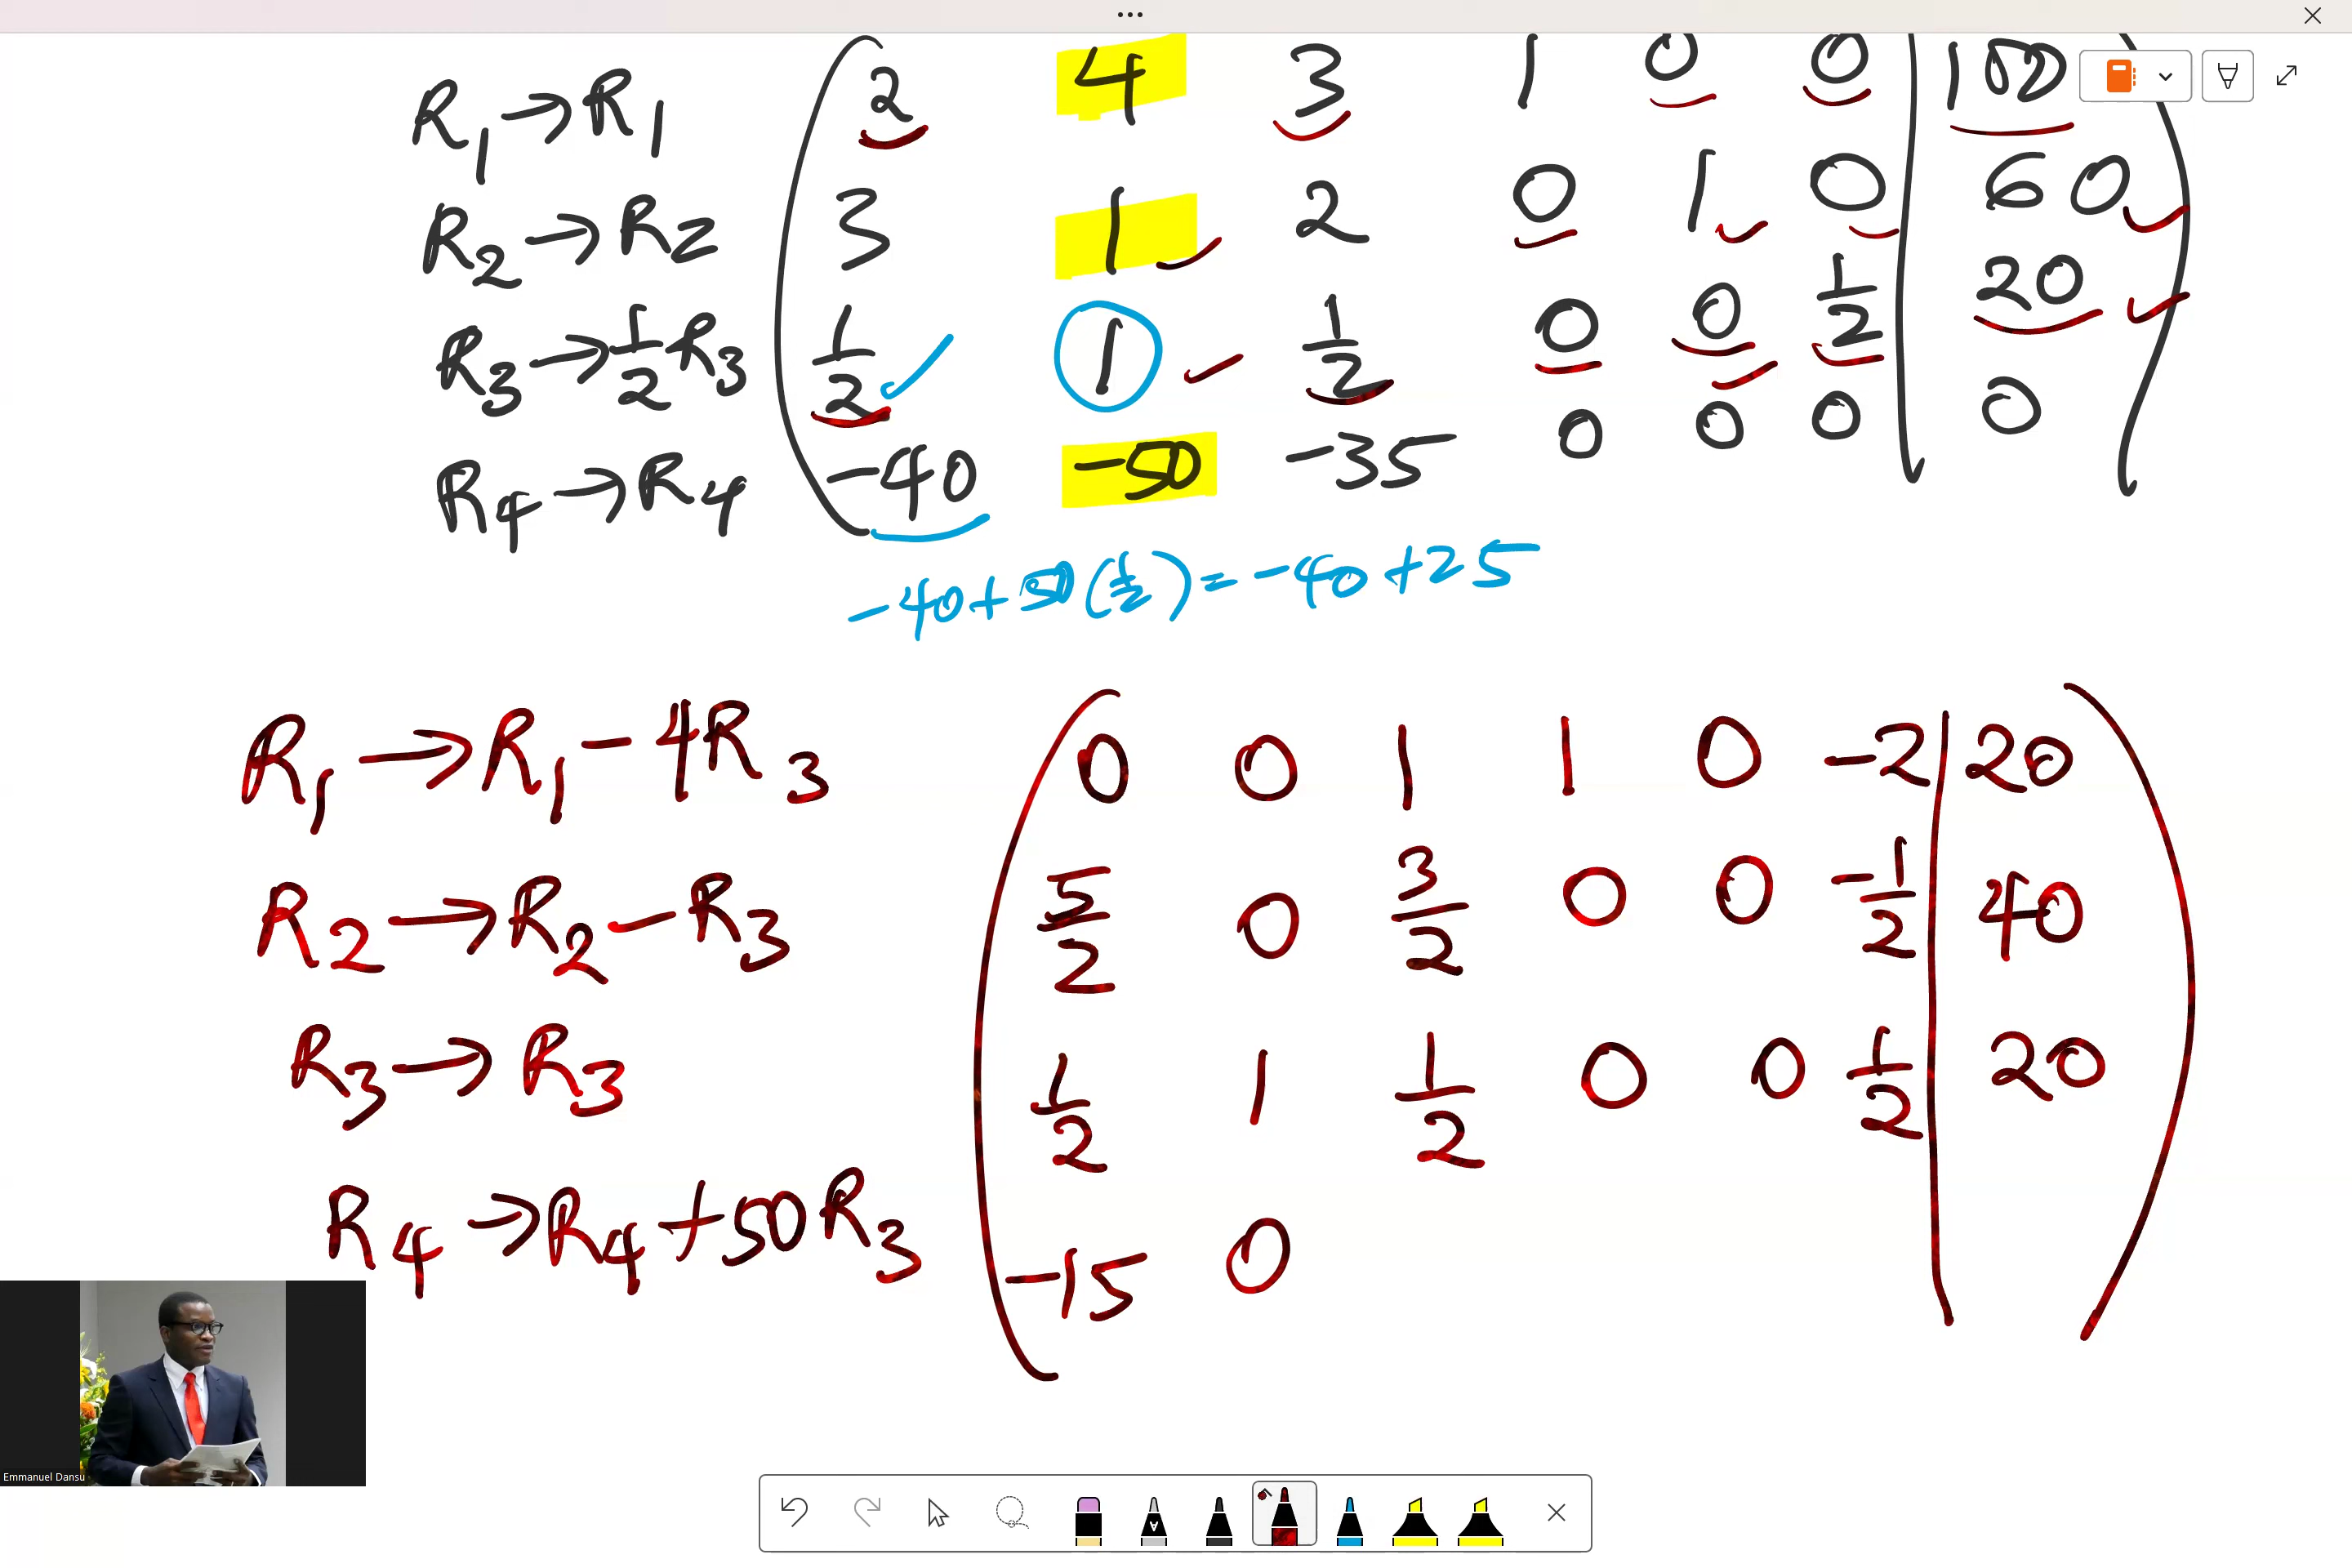 R₁ → R₁ 2 4 3 1 0 0 | 100
R₂ → R₂ 3 1 2 0 1 0 | 60
R₃ → 1/2 R₃ 1/2 1 1/2 0 0 1/2 | 20
R₄ → R₄ -40 -50 -35 0 0 0 | 0
-40 + 50 (1/2) = -40 + 25
R₁ → R₁ - 4R₃ 0 0 1 1 0 -2 | 20
R₂ → R₂ - R₃ 5/2 0 3/2 0 0 -1/2 | 40
R₃ → R₃ 1/2 1 1/2 0 0 1/2 | 20
R₄ → R₄ + 50R₃ -15 0
Emmanuel Dansu